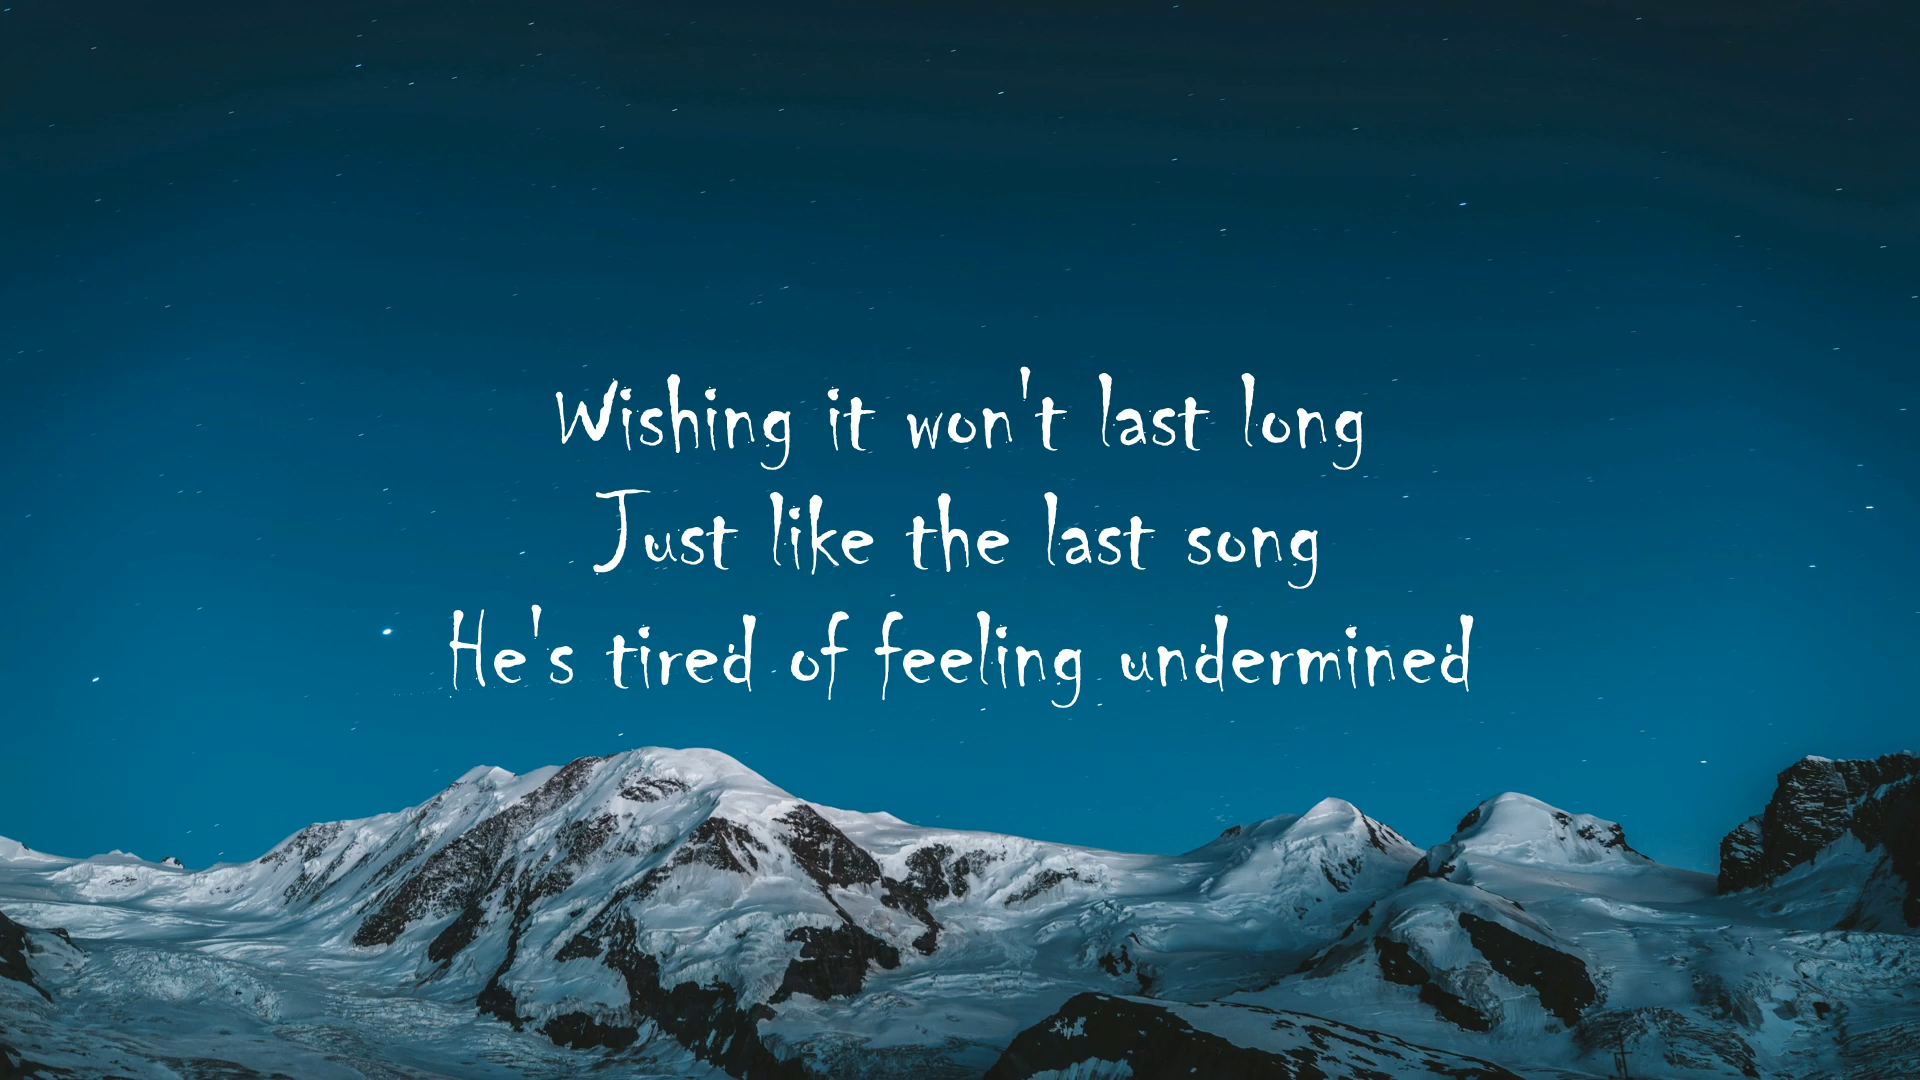 Wishing it won't last long
Just like the last song
He's tired of feeling undermined